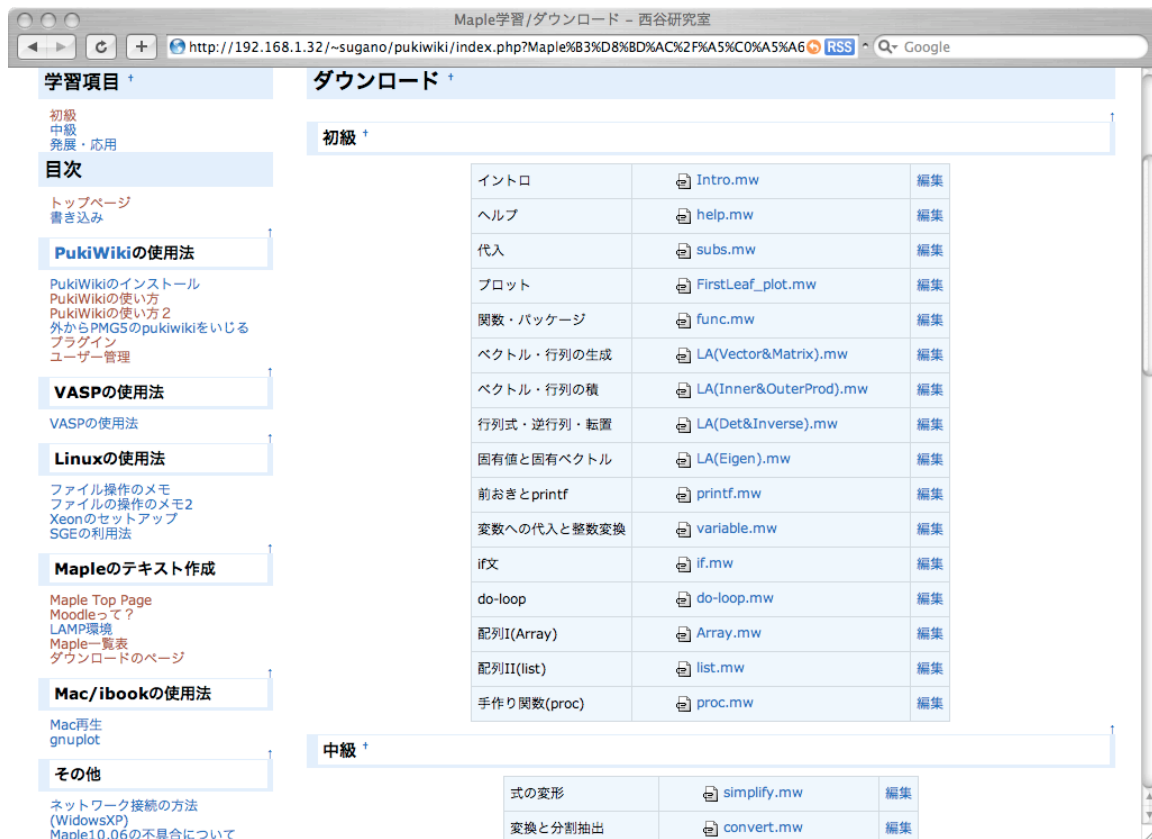 Maple学習/ダウンロード – 西谷研究室
http://192.168.1.32/~sugano/pukiwiki/index.php?Maple%B3%D8%BD%AC%2F%A5%C0%A5%A6 RSS Google
学習項目 †
初級
中級
発展・応用
目次
トップページ
書き込み
↑
PukiWikiの使用法
PukiWikiのインストール
PukiWikiの使い方
PukiWikiの使い方２
外からPMG5のpukiwikiをいじる
プラグイン
ユーザー管理
↑
VASPの使用法
VASPの使用法
↑
Linuxの使用法
ファイル操作のメモ
ファイルの操作のメモ2
Xeonのセットアップ
SGEの利用法
↑
Mapleのテキスト作成
Maple Top Page
Moodleって？
LAMP環境
Maple一覧表
ダウンロードのページ
↑
Mac/ibookの使用法
Mac再生
gnuplot
↑
その他
ネットワーク接続の方法
(WidowsXP)
Maple10.06の不具合について
ダウンロード †
↑
初級 †
イントロ Intro.mw 編集
ヘルプ help.mw 編集
代入 subs.mw 編集
プロット FirstLeaf_plot.mw 編集
関数・パッケージ func.mw 編集
ベクトル・行列の生成 LA(Vector&Matrix).mw 編集
ベクトル・行列の積 LA(Inner&OuterProd).mw 編集
行列式・逆行列・転置 LA(Det&Inverse).mw 編集
固有値と固有ベクトル LA(Eigen).mw 編集
前おきとprintf printf.mw 編集
変数への代入と整数変換 variable.mw 編集
if文 if.mw 編集
do-loop do-loop.mw 編集
配列I(Array) Array.mw 編集
配列II(list) list.mw 編集
手作り関数(proc) proc.mw 編集
↑
中級 †
式の変形 simplify.mw 編集
変換と分割抽出 convert.mw 編集